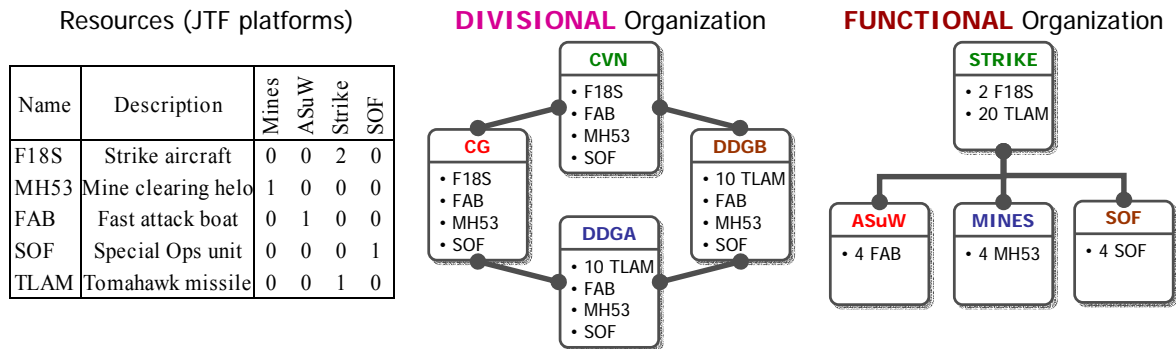 Resources (JTF platforms)
Name Description Mines ASuW Strike SOF
F18S Strike aircraft 0 0 2 0
MH53 Mine clearing helo 1 0 0 0
FAB Fast attack boat 0 1 0 0
SOF Special Ops unit 0 0 0 1
TLAM Tomahawk missile 0 0 1 0
DIVISIONAL Organization
CVN
• F18S
• FAB
• MH53
• SOF
CG
• F18S
• FAB
• MH53
• SOF
DDGB
• 10 TLAM
• FAB
• MH53
• SOF
DDGA
• 10 TLAM
• FAB
• MH53
• SOF
FUNCTIONAL Organization
STRIKE
• 2 F18S
• 20 TLAM
ASuW
• 4 FAB
MINES
• 4 MH53
SOF
• 4 SOF